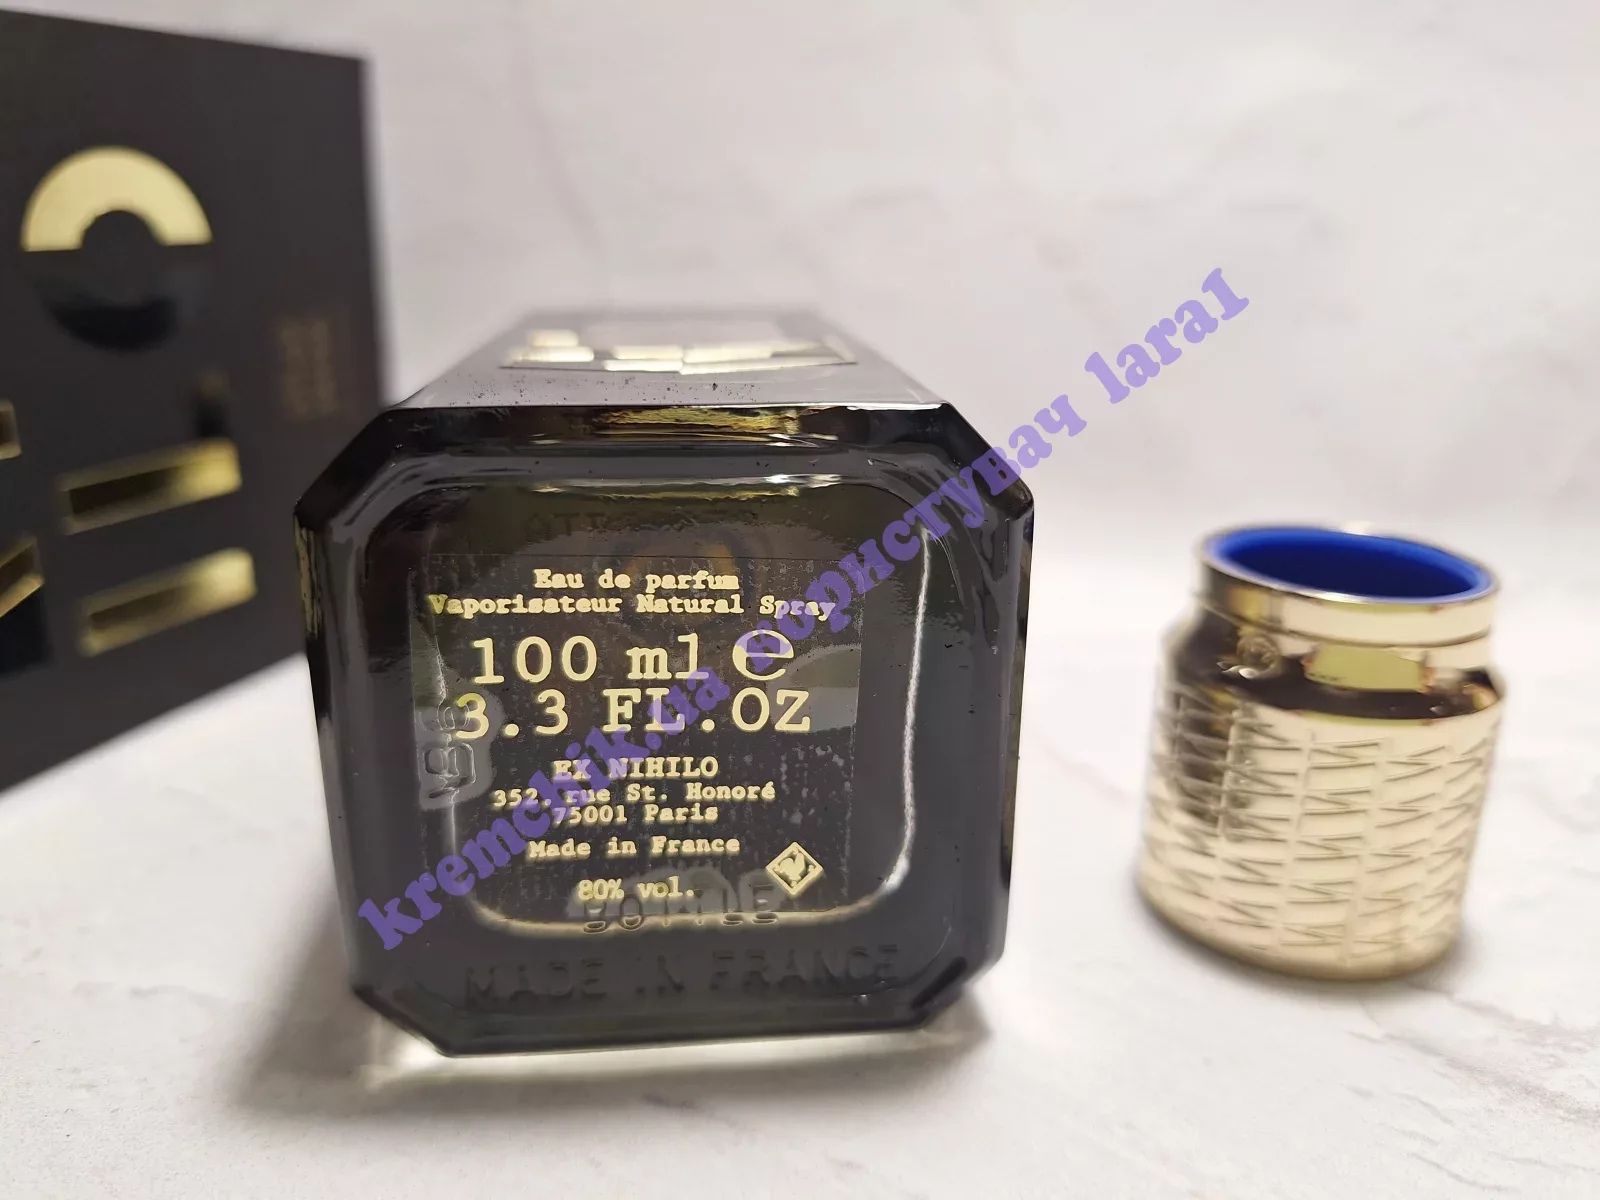 Eau de parfum
Vaporisateur Natural Spray
100 ml ℮
3.3 FL.OZ
EX NIHILO
352, rue St. Honoré
75001 Paris
Made in France
80% vol.
MADE IN FRANCE
kremchik.ua користувач lara1